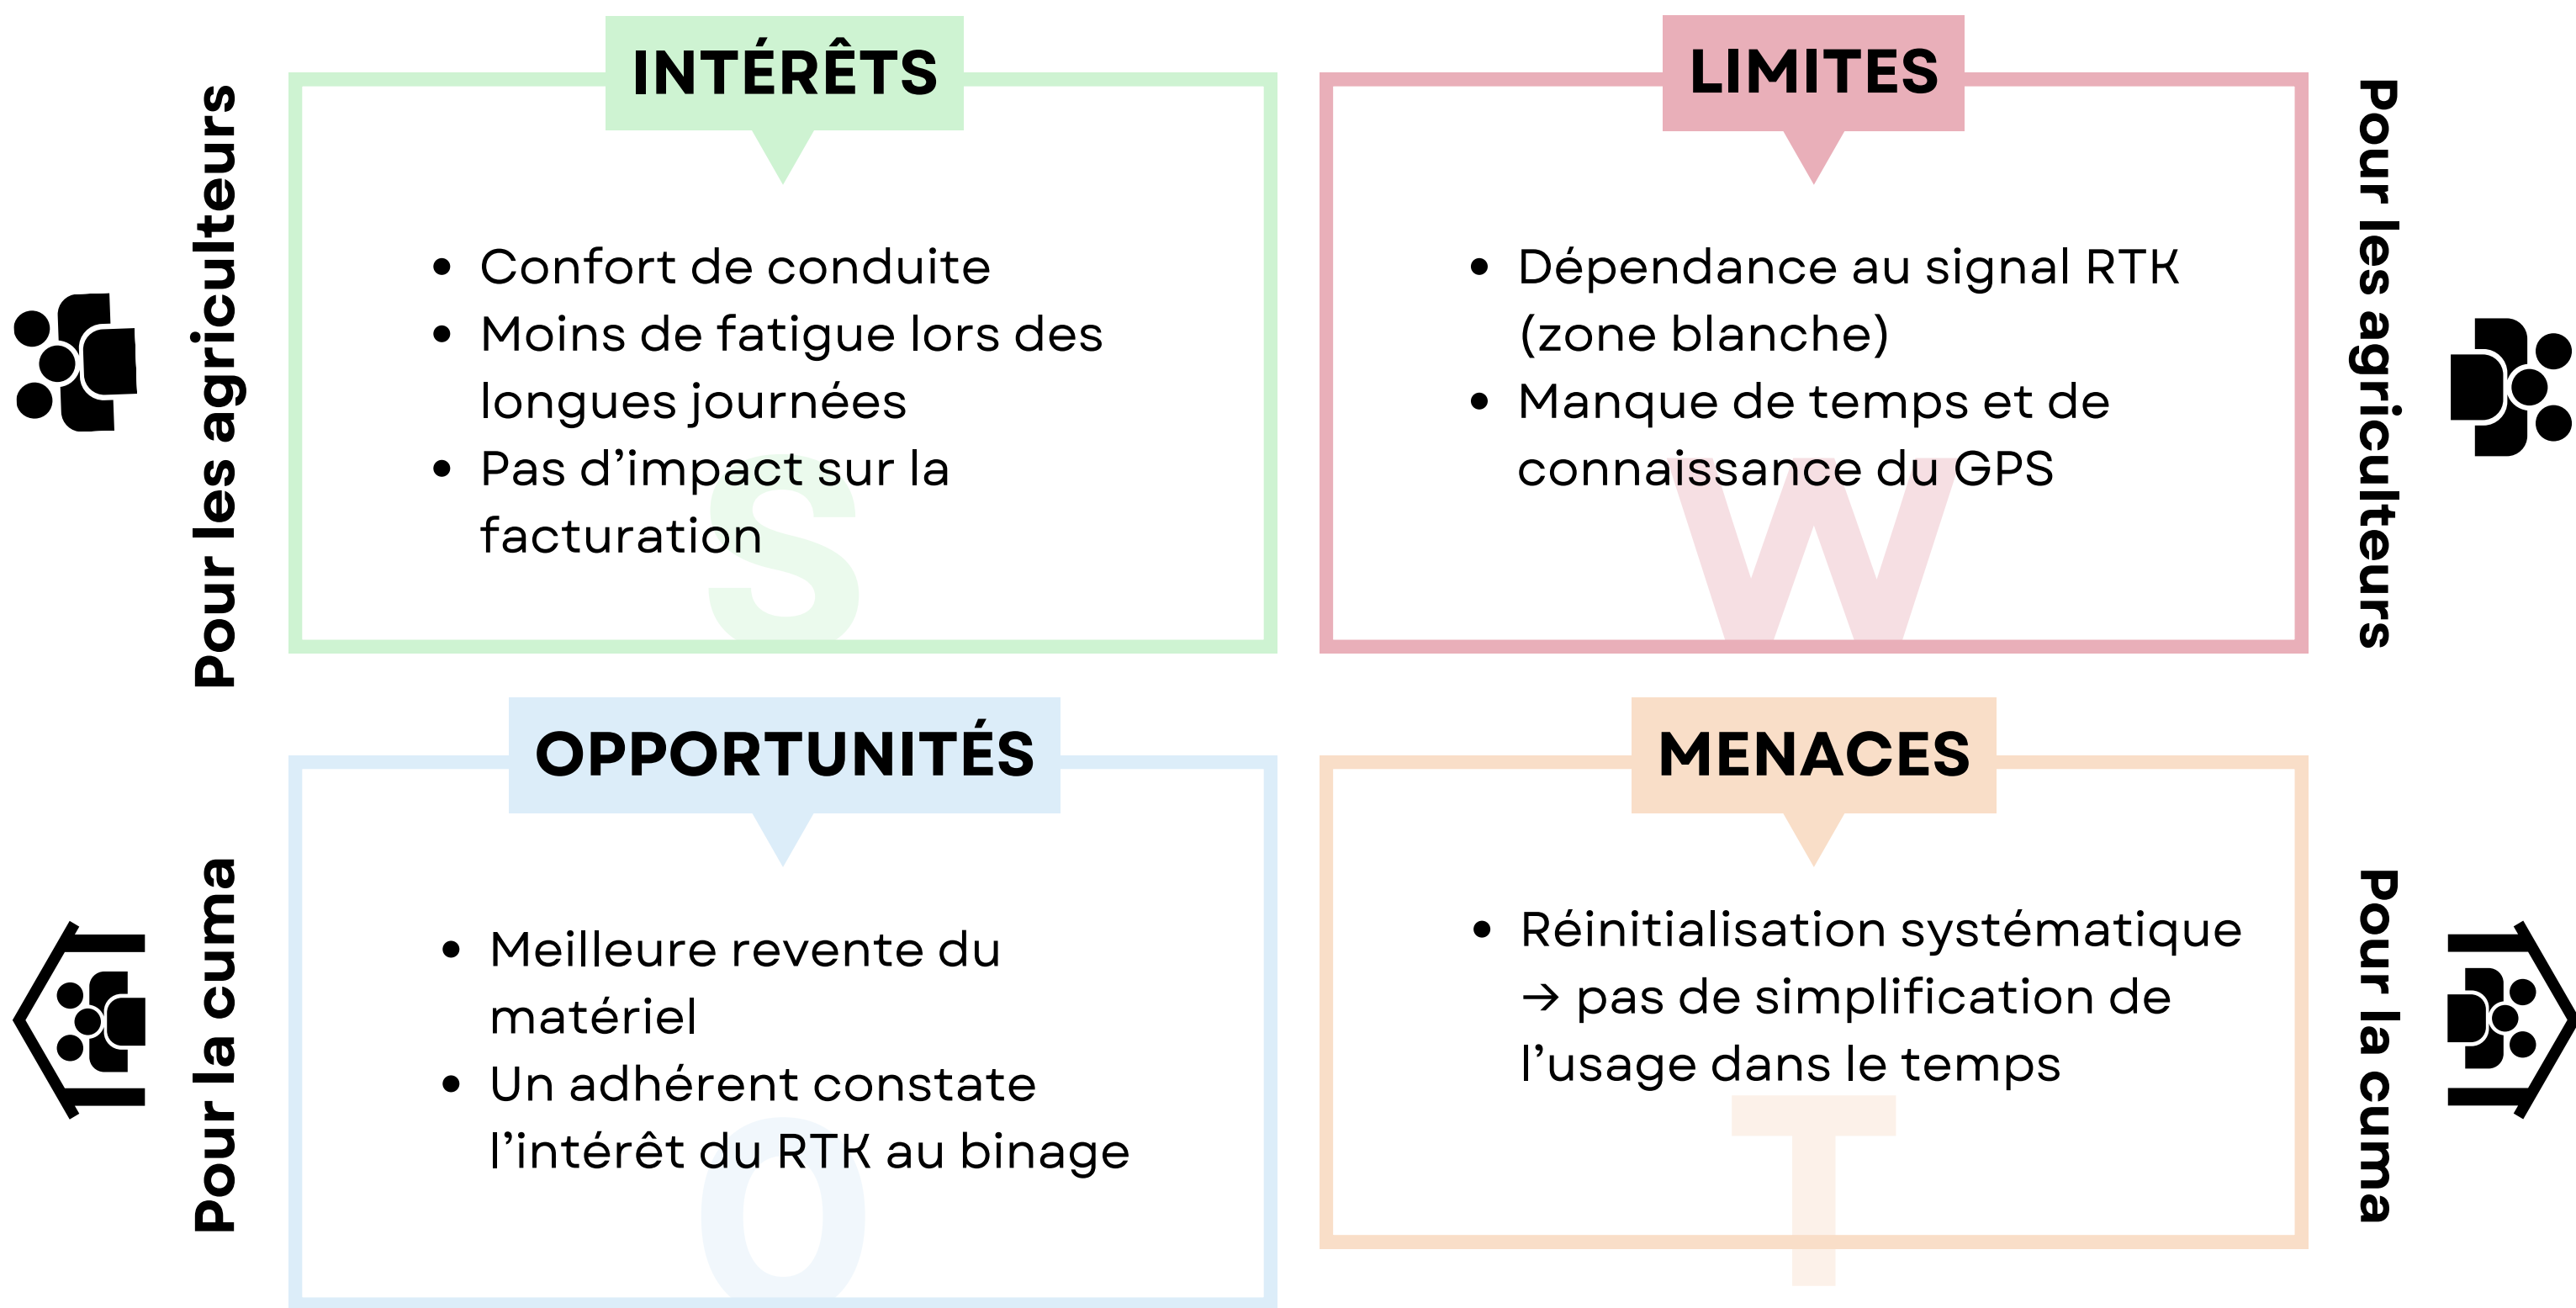 INTÉRÊTS
Pour les agriculteurs
• Confort de conduite
• Moins de fatigue lors des
longues journées
• Pas d'impact sur la
facturation
S
LIMITES
Pour les agriculteurs
• Dépendance au signal RTK
(zone blanche)
• Manque de temps et de
connaissance du GPS
W
OPPORTUNITÉS
Pour la cuma
• Meilleure revente du
matériel
• Un adhérent constate
l'intérêt du RTK au binage
O
MENACES
Pour la cuma
• Réinitialisation systématique
→ pas de simplification de
l'usage dans le temps
T